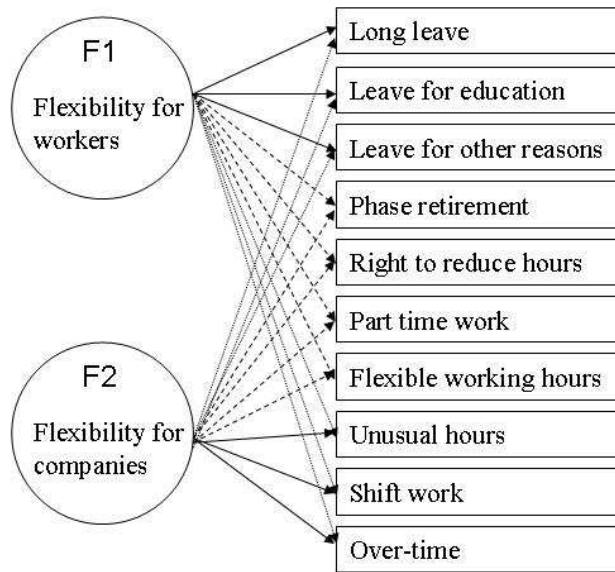 F1
Flexibility for
workers
F2
Flexibility for
companies
Long leave
Leave for education
Leave for other reasons
Phase retirement
Right to reduce hours
Part time work
Flexible working hours
Unusual hours
Shift work
Over-time